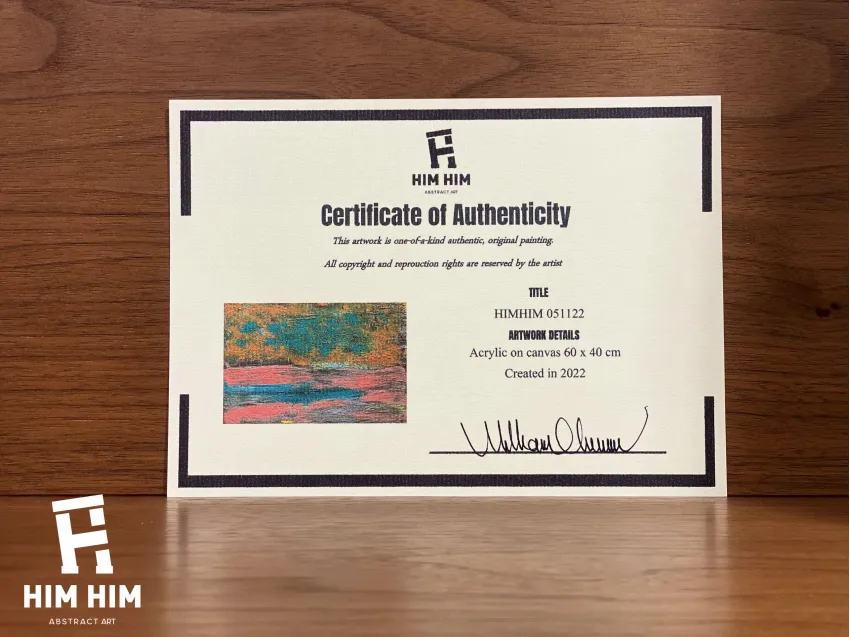 HIM HIM
ABSTRACT ART
Certificate of Authenticity
This artwork is one-of-a-kind authentic, original painting.
All copyright and reprouction rights are reserved by the artist
TITLE
HIMHIM 051122
ARTWORK DETAILS
Acrylic on canvas 60 x 40 cm
Created in 2022
HIM HIM
ABSTRACT ART